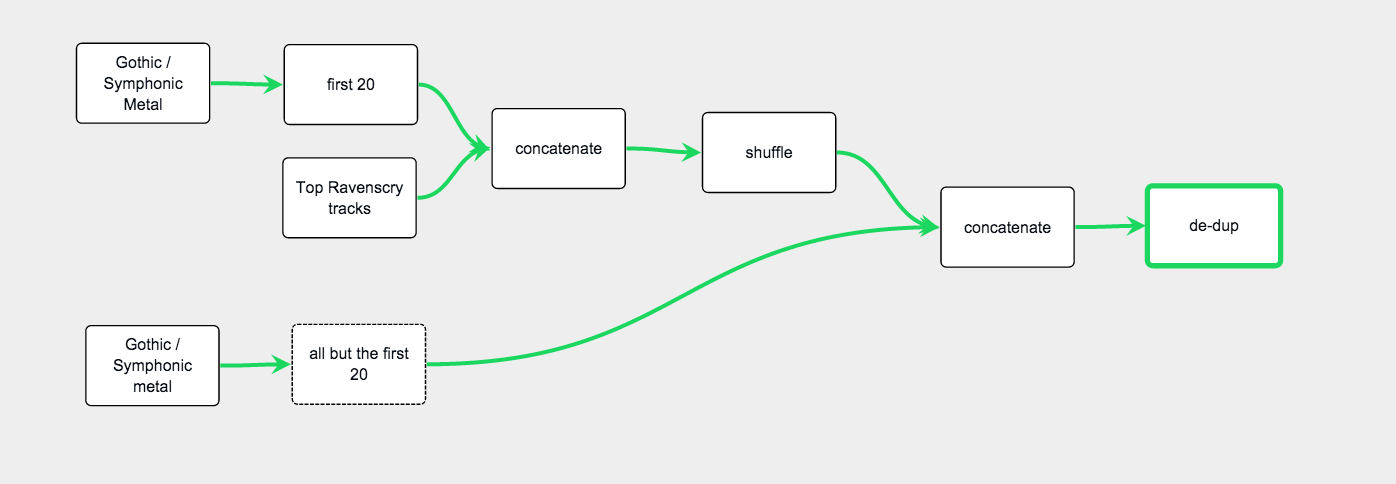 Gothic /
Symphonic
Metal
first 20
Top Ravenscry
tracks
concatenate
shuffle
concatenate
de-dup
Gothic /
Symphonic
metal
all but the first
20